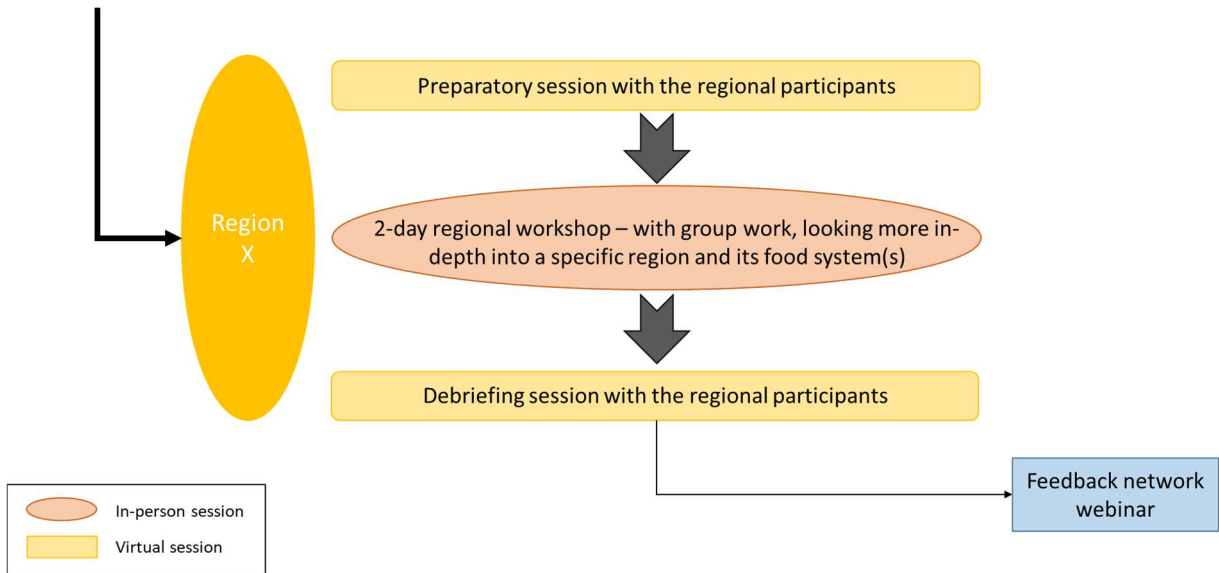 Preparatory session with the regional participants
Region
X
2-day regional workshop – with group work, looking more in-
depth into a specific region and its food system(s)
Debriefing session with the regional participants
Feedback network
webinar
In-person session
Virtual session